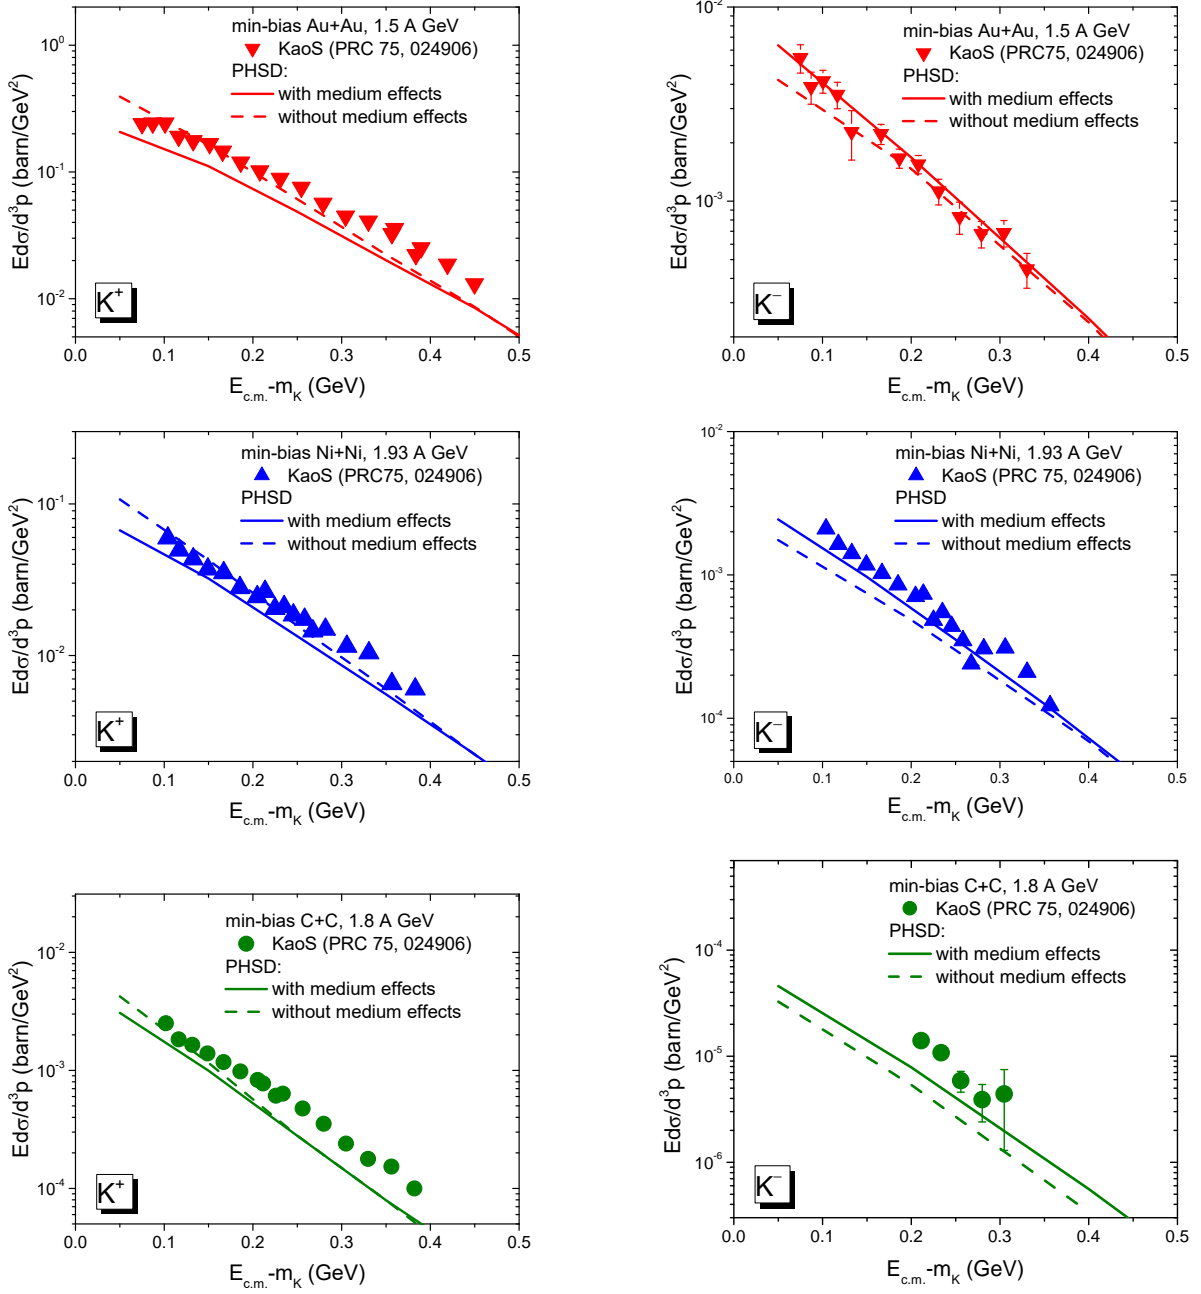 min-bias Au+Au, 1.5 A GeV
KaoS (PRC 75, 024906)
PHSD:
with medium effects
without medium effects
10^0
10^-1
10^-2
Edσ/d^3p (barn/GeV^2)
K^+
0.0 0.1 0.2 0.3 0.4 0.5
E_c.m.-m_K (GeV)
min-bias Au+Au, 1.5 A GeV
KaoS (PRC75, 024906)
PHSD:
with medium effects
without medium effects
10^-2
10^-3
Edσ/d^3p (barn/GeV^2)
K^−
0.0 0.1 0.2 0.3 0.4 0.5
E_c.m.-m_K (GeV)
min-bias Ni+Ni, 1.93 A GeV
KaoS (PRC75, 024906)
PHSD
with medium effects
without medium effects
10^-1
10^-2
Edσ/d^3p (barn/GeV^2)
K^+
0.0 0.1 0.2 0.3 0.4 0.5
E_c.m.-m_K (GeV)
min-bias Ni+Ni, 1.93 A GeV
KaoS (PRC 75, 024906)
PHSD
with medium effects
without medium effects
10^-2
10^-3
10^-4
Edσ/d^3p (barn/GeV^2)
K^−
0.0 0.1 0.2 0.3 0.4 0.5
E_c.m.-m_K (GeV)
min-bias C+C, 1.8 A GeV
KaoS (PRC 75, 024906)
PHSD:
with medium effects
without medium effects
10^-2
10^-3
10^-4
Edσ/d^3p (barn/GeV^2)
K^+
0.0 0.1 0.2 0.3 0.4 0.5
E_c.m.-m_K (GeV)
min-bias C+C, 1.8 A GeV
KaoS (PRC 75, 024906)
PHSD:
with medium effects
without medium effects
10^-4
10^-5
10^-6
Edσ/d^3p (barn/GeV^2)
K^−
0.0 0.1 0.2 0.3 0.4 0.5
E_c.m.-m_K (GeV)